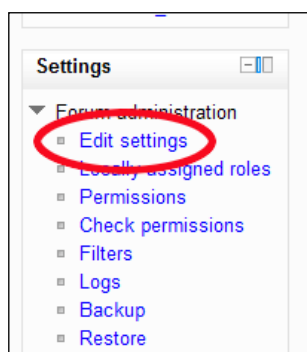 Settings
Forum administration
Edit settings
Locally assigned roles
Permissions
Check permissions
Filters
Logs
Backup
Restore